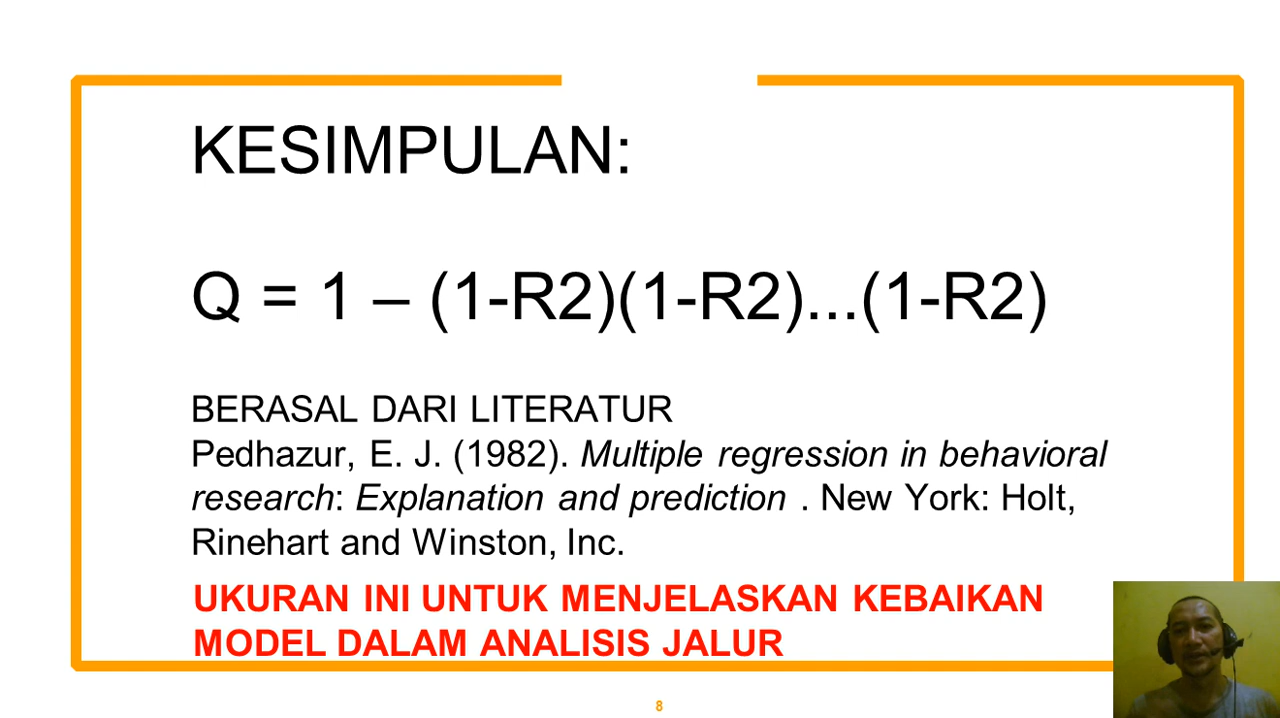 KESIMPULAN:
Q = 1 – (1-R2)(1-R2)...(1-R2)
BERASAL DARI LITERATUR
Pedhazur, E. J. (1982). Multiple regression in behavioral
research: Explanation and prediction . New York: Holt,
Rinehart and Winston, Inc.
UKURAN INI UNTUK MENJELASKAN KEBAIKAN
MODEL DALAM ANALISIS JALUR
8